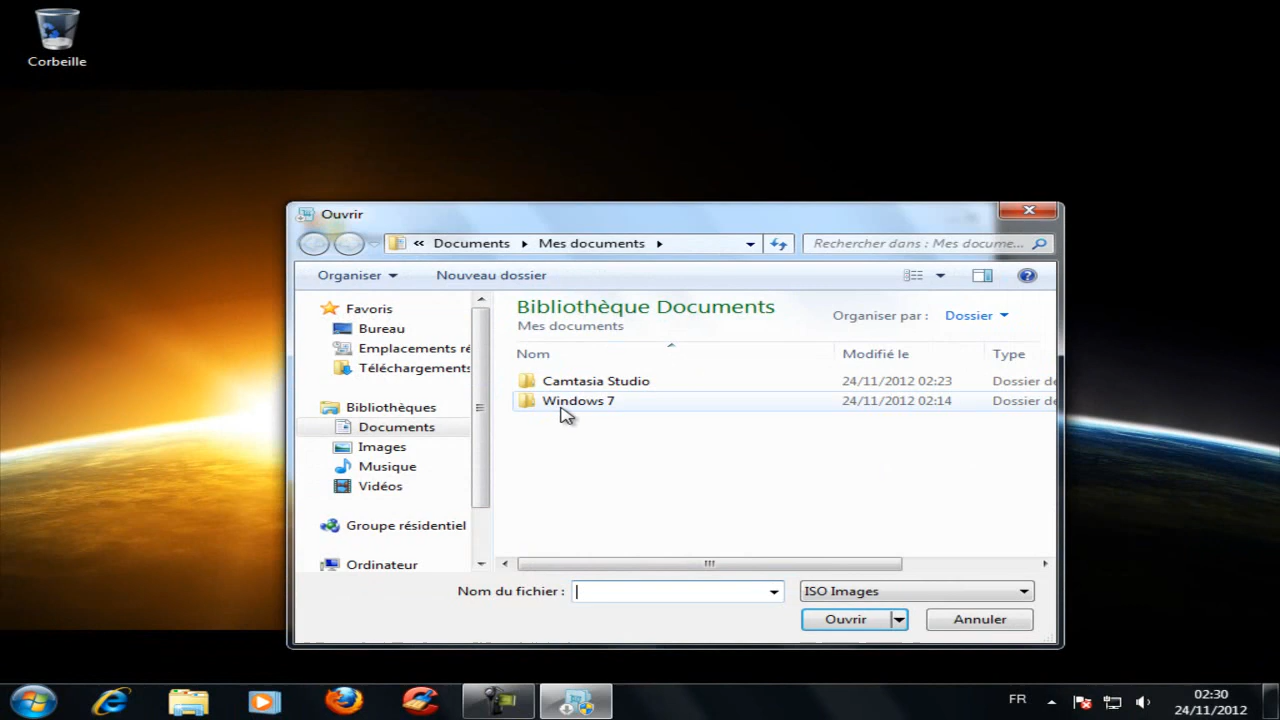 Corbeille
Ouvrir
« Documents Mes documents
Rechercher dans : Mes docume...
Organiser Nouveau dossier
Favoris
Bureau
Emplacements ré
Téléchargements
Bibliothèques
Documents
Images
Musique
Vidéos
Groupe résidentiel
Ordinateur
Bibliothèque Documents
Mes documents
Organiser par : Dossier
Nom Modifié le Type
Camtasia Studio 24/11/2012 02:23 Dossier de
Windows 7 24/11/2012 02:14 Dossier de
Nom du fichier : ISO Images
Ouvrir Annuler
FR
02:30
24/11/2012